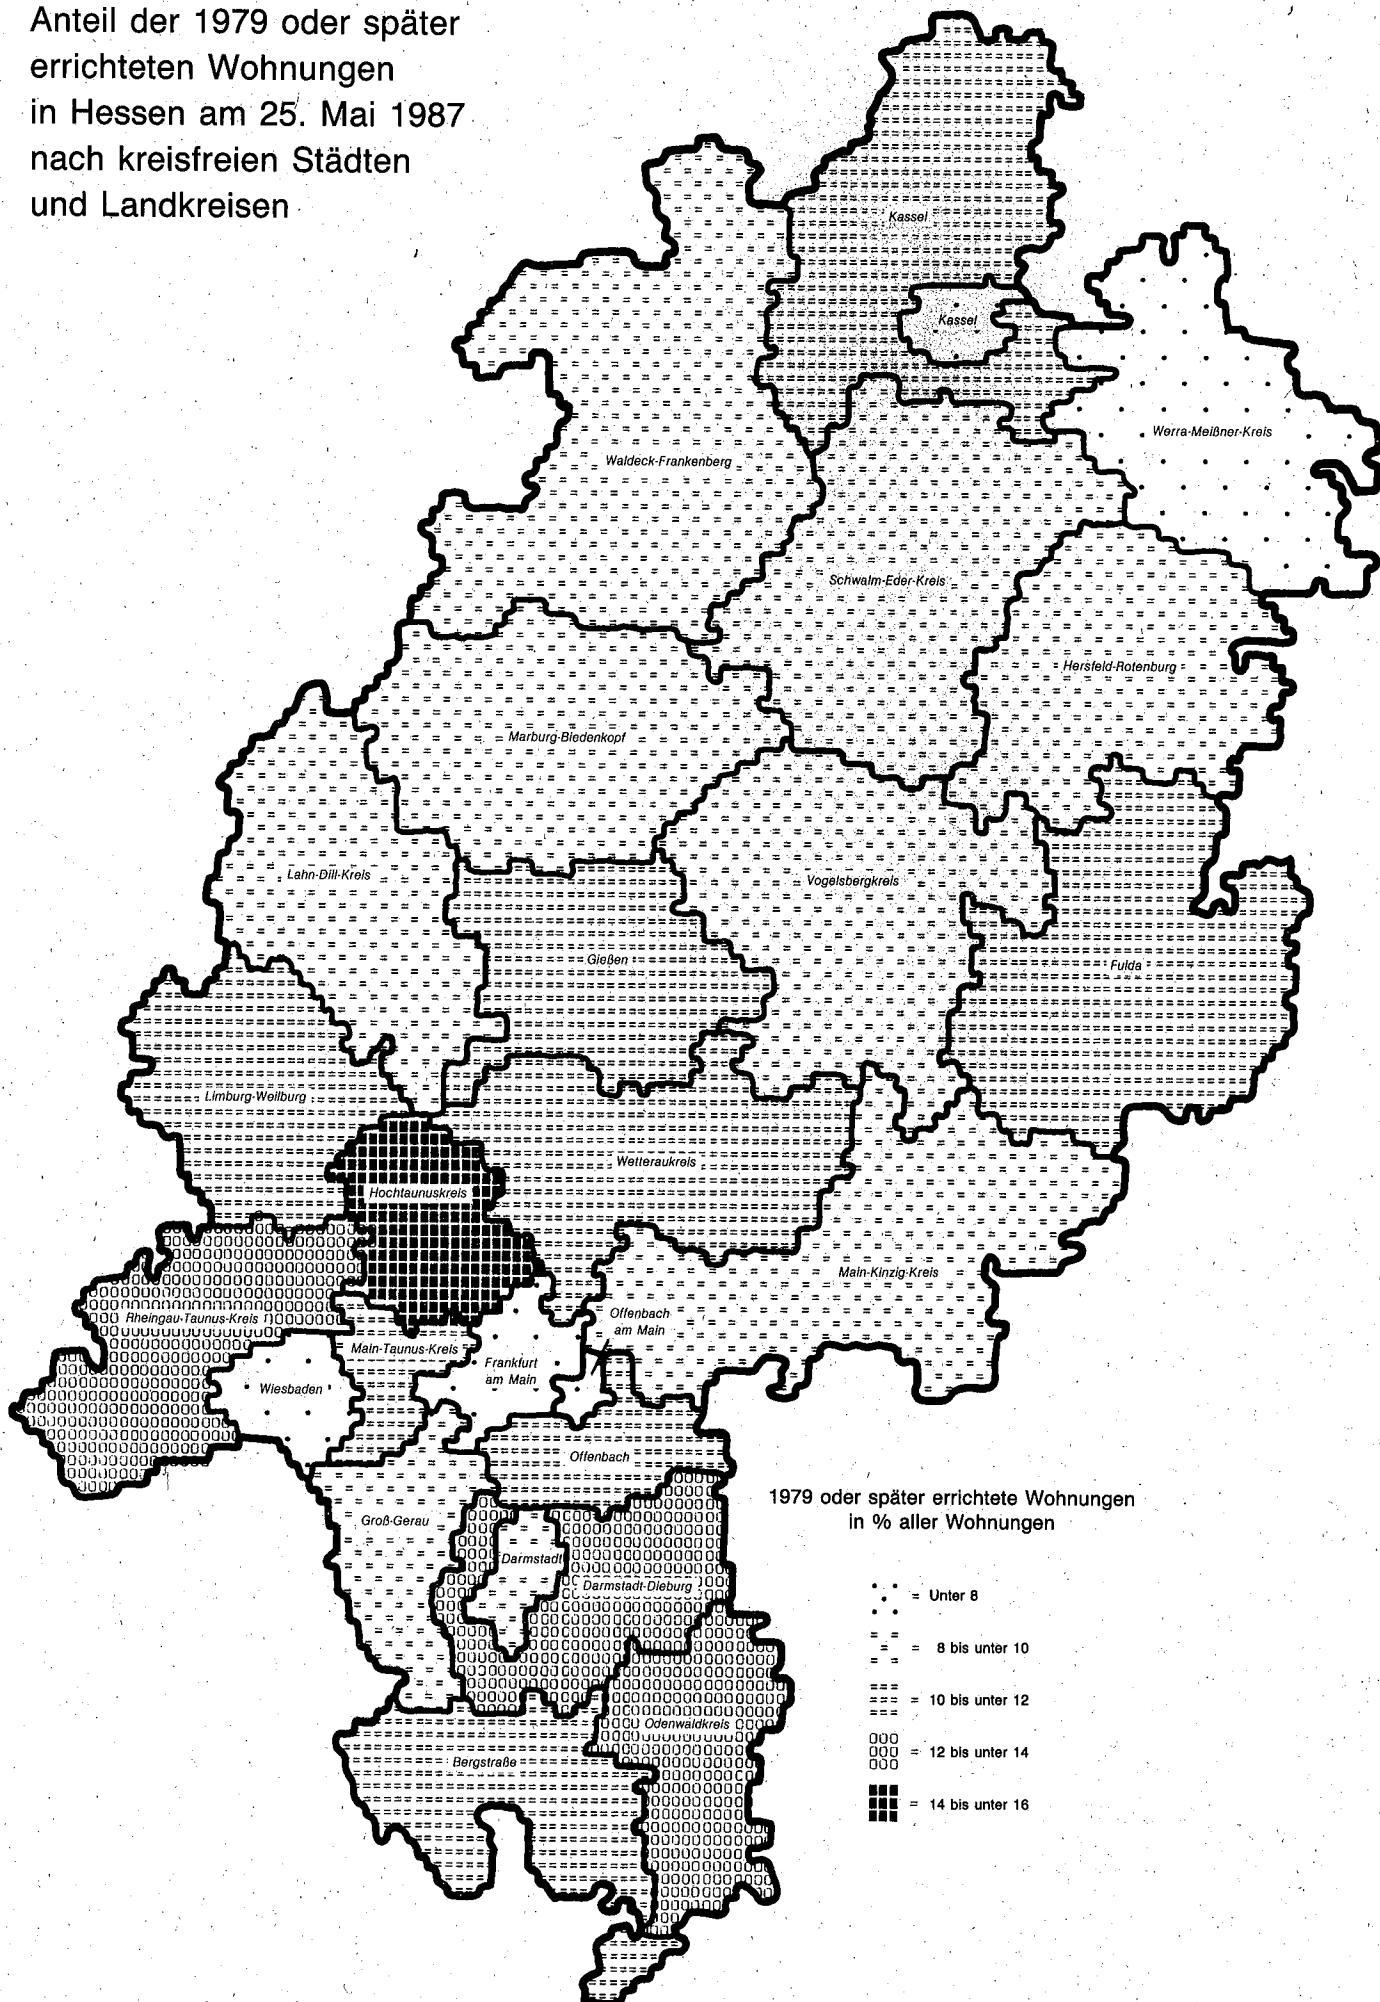 Anteil der 1979 oder später
errichteten Wohnungen
in Hessen am 25. Mai 1987
nach kreisfreien Städten
und Landkreisen
Kassel
Kassel
Werra-Meißner-Kreis
Waldeck-Frankenberg
Schwalm-Eder-Kreis
Hersfeld-Rotenburg
Marburg-Biedenkopf
Lahn-Dill-Kreis
Vogelsbergkreis
Gießen
Fulda
Limburg-Weilburg
Wetteraukreis
Hochtaunuskreis
Main-Kinzig-Kreis
Rheingau-Taunus-Kreis
Offenbach
am Main
Main-Taunus-Kreis
Frankfurt
am Main
Wiesbaden
Offenbach
Groß-Gerau
Darmstadt
Darmstadt-Dieburg
Odenwaldkreis
Bergstraße
1979 oder später errichtete Wohnungen
in % aller Wohnungen
= Unter 8
= 8 bis unter 10
= 10 bis unter 12
= 12 bis unter 14
= 14 bis unter 16